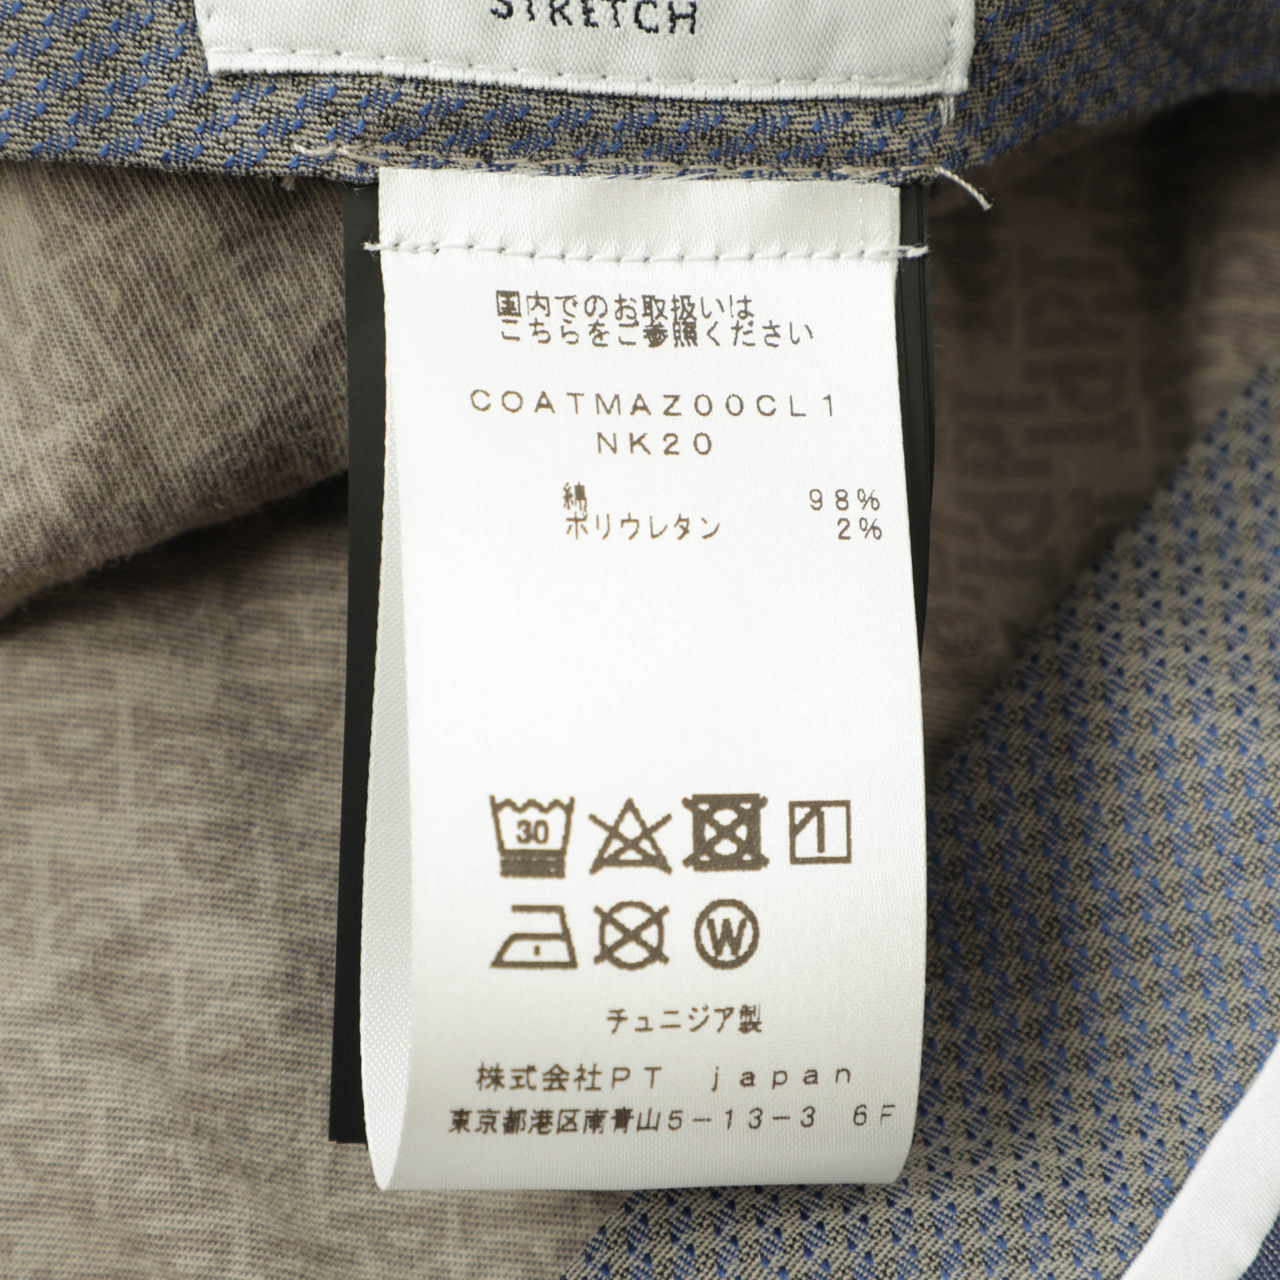 STRETCH
国内でのお取扱いは
こちらをご参照ください
COATMAZ00CL1
NK20
綿 98%
ポリウレタン 2%
30
W
チュニジア製
株式会社PT japan
東京都港区南青山5-13-3 6F